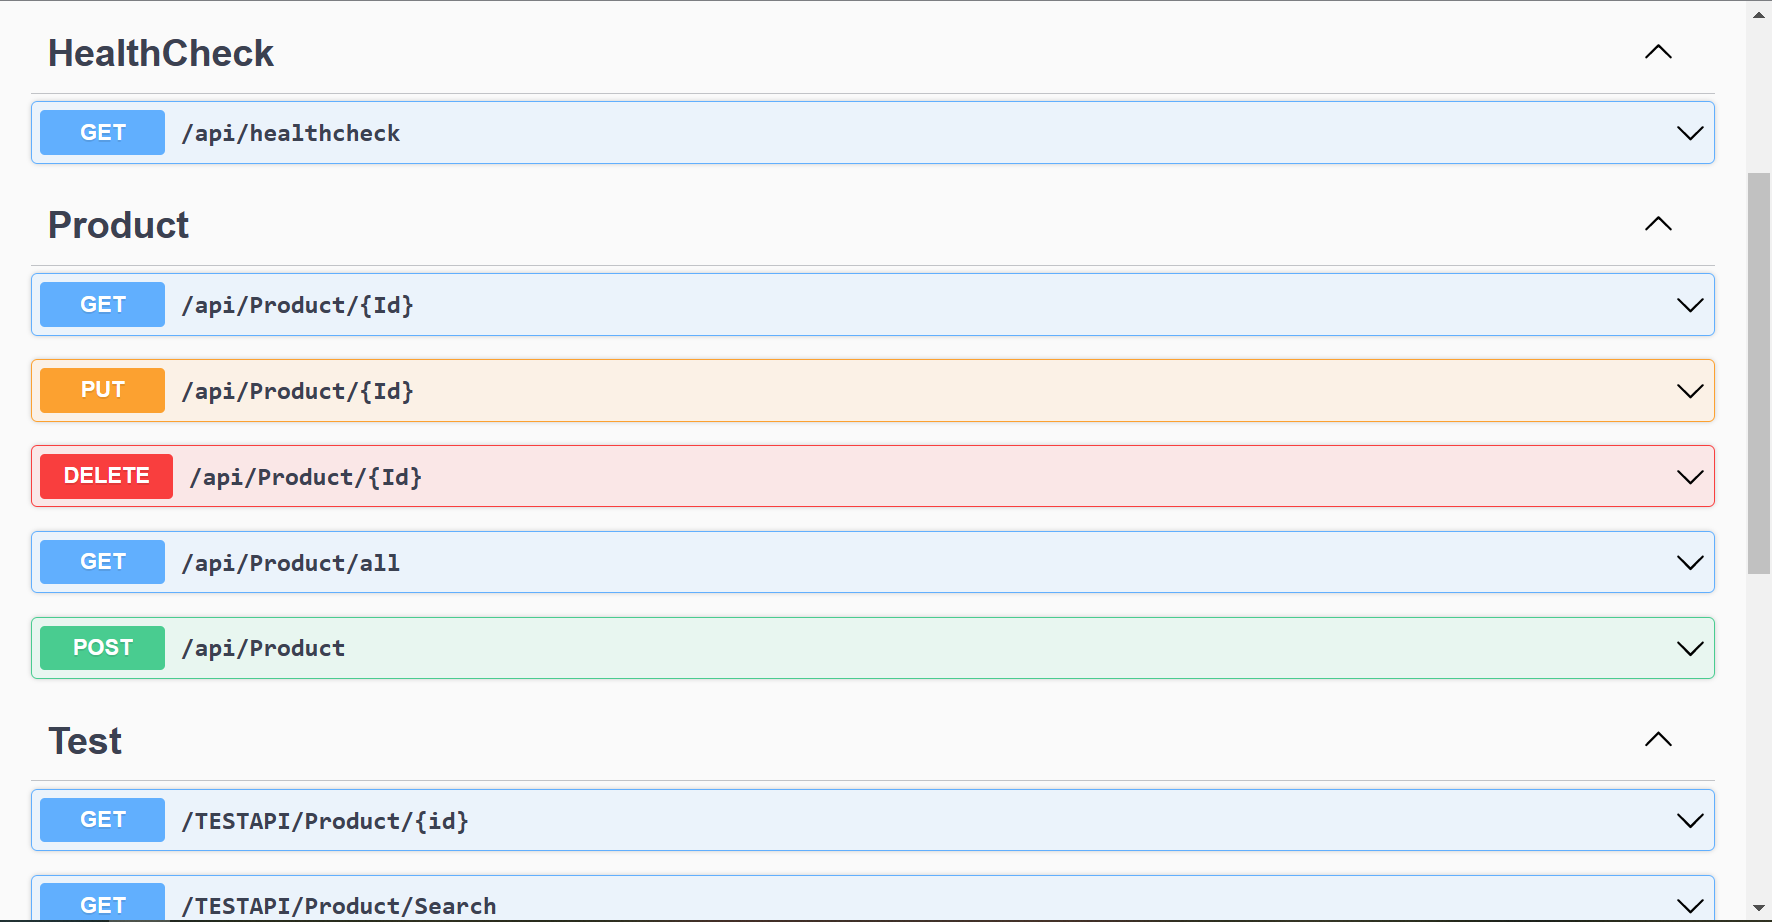 HealthCheck
GET /api/healthcheck
Product
GET /api/Product/{Id}
PUT /api/Product/{Id}
DELETE /api/Product/{Id}
GET /api/Product/all
POST /api/Product
Test
GET /TESTAPI/Product/{id}
GET /TESTAPI/Product/Search